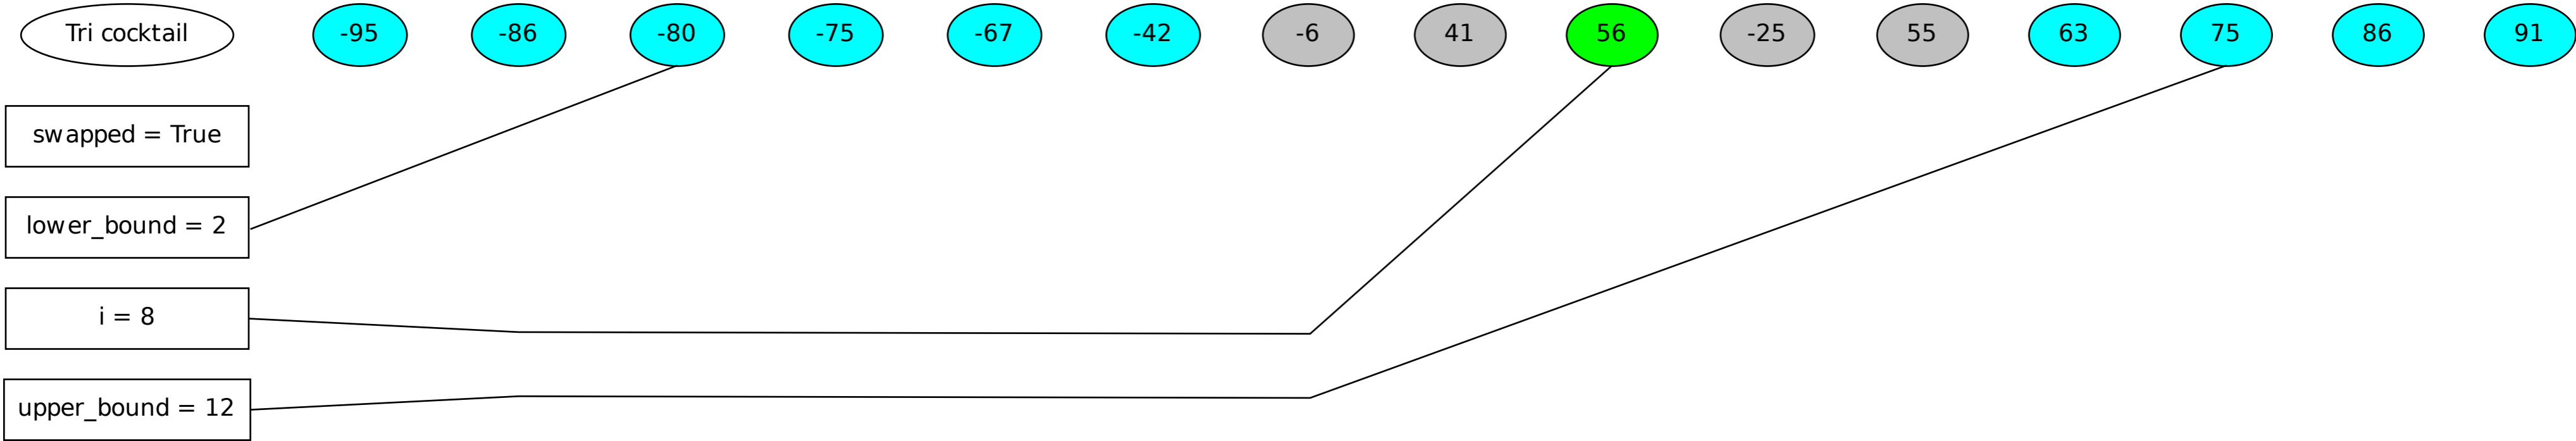 Tri cocktail -95 -86 -80 -75 -67 -42 -6 41 56 -25 55 63 75 86 91
swapped = True
lower_bound = 2
i = 8
upper_bound = 12